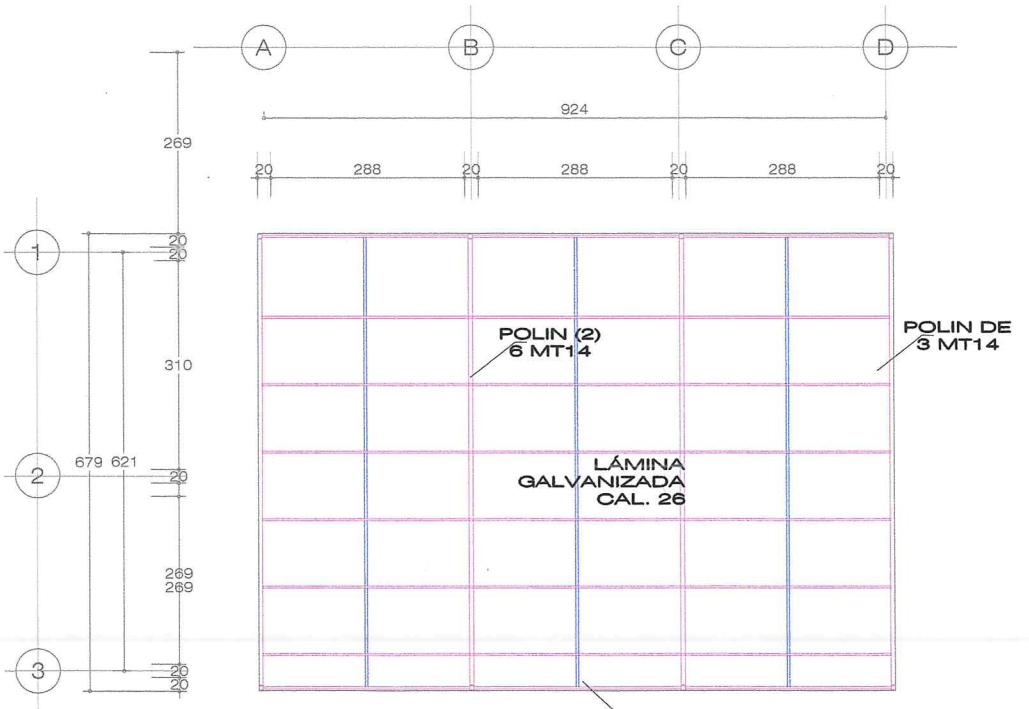 A B C D
924
269
20 288 20 288 20 288 20
20
1
20
POLIN (2)
6 MT14
POLIN DE
3 MT14
310
679 621
LÁMINA
GALVANIZADA
CAL. 26
2
20
269
269
3
20
20